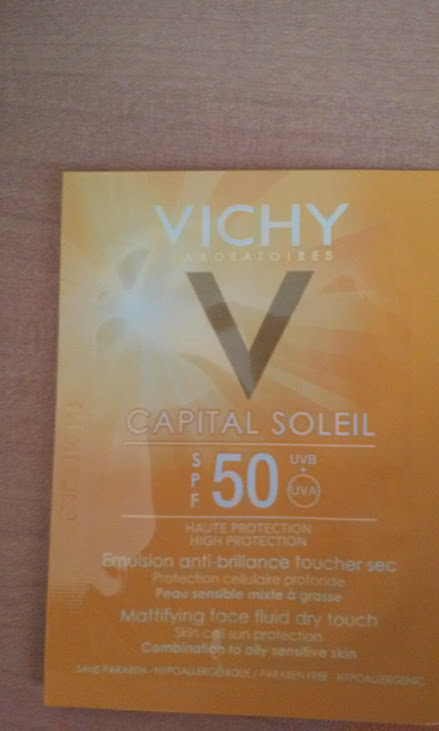 VICHY
LABORATOIRES
V
CAPITAL SOLEIL
SPF 50 UVB + UVA
HAUTE PROTECTION
HIGH PROTECTION
Emulsion anti-brillance toucher sec
Protection cellulaire profonde
Peau sensible mixte à grasse
Mattifying face fluid dry touch
Skin cell sun protection
Combination to oily sensitive skin
SANS PARABEN - HYPOALLERGÉNIQUE / PARABEN FREE - HYPOALLERGENIC